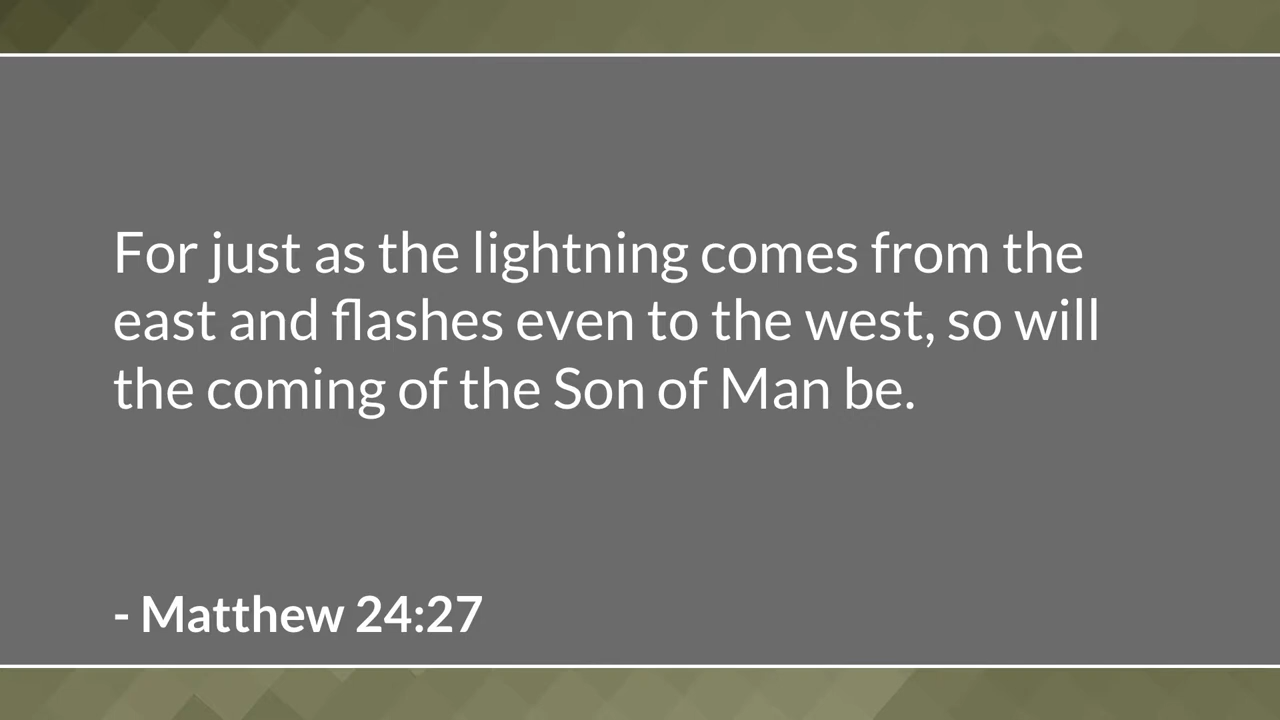 For just as the lightning comes from the
east and flashes even to the west, so will
the coming of the Son of Man be.
- Matthew 24:27